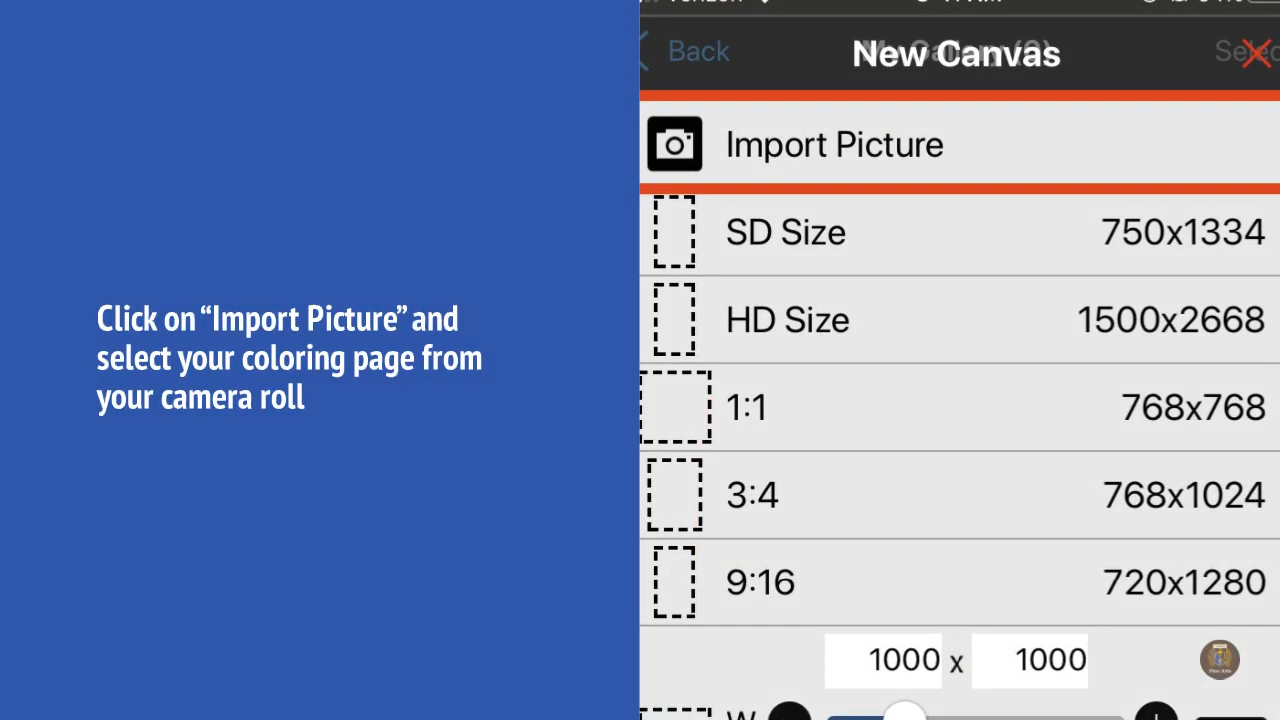 Click on “Import Picture” and
select your coloring page from
your camera roll
Back
New Canvas
Import Picture
SD Size 750x1334
HD Size 1500x2668
1:1 768x768
3:4 768x1024
9:16 720x1280
1000 x 1000